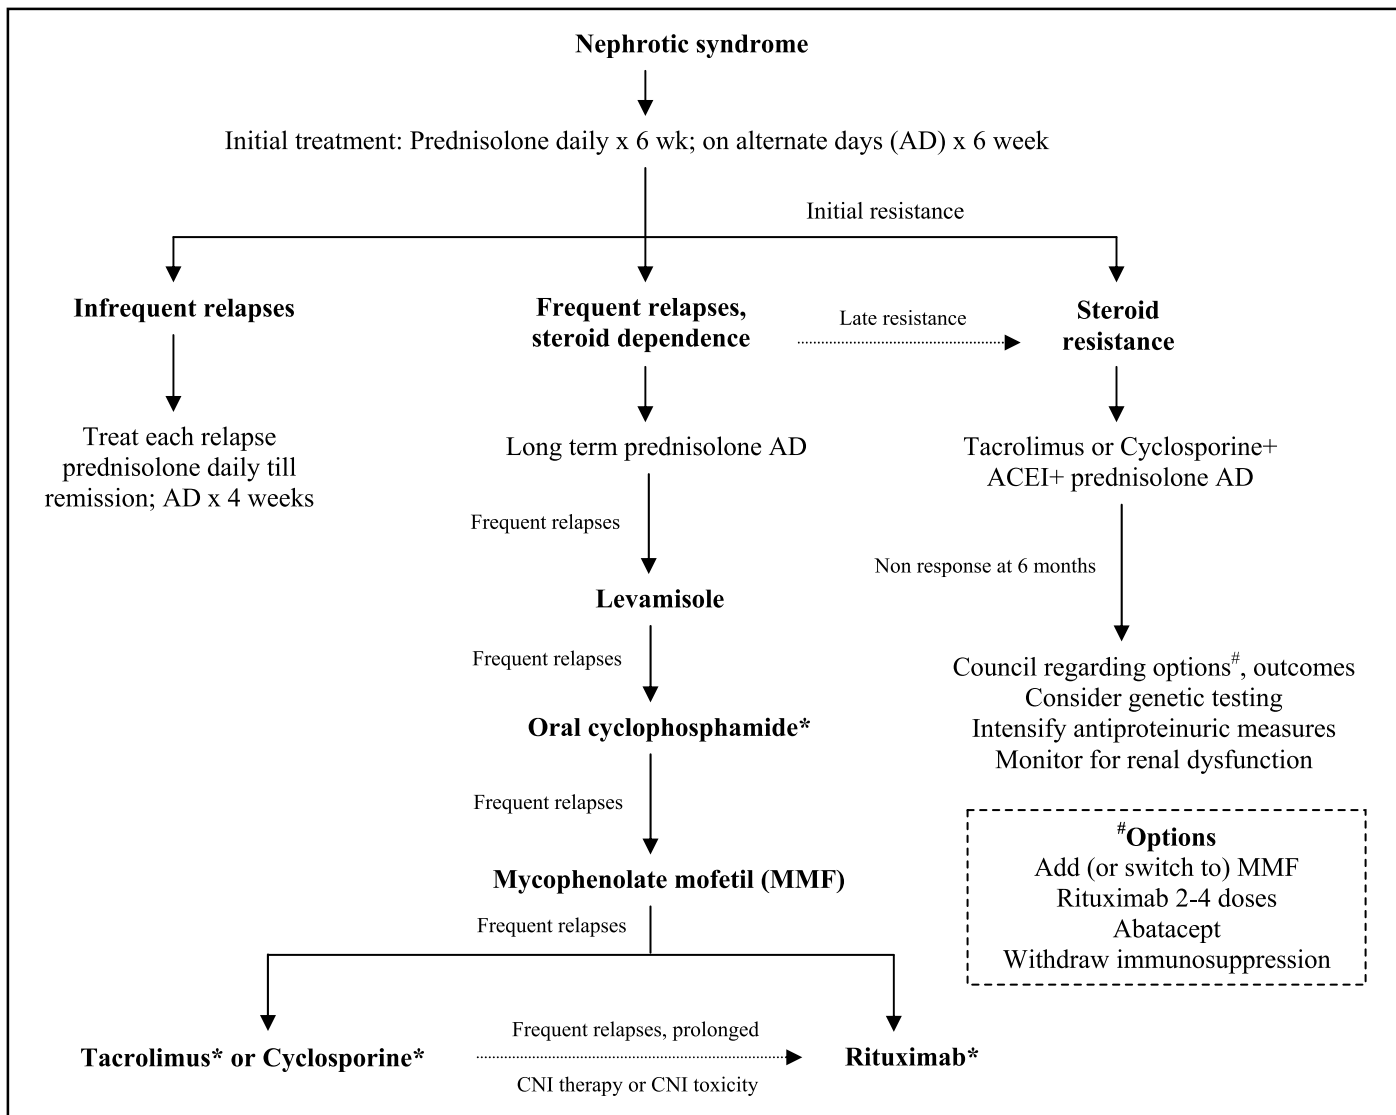 Nephrotic syndrome
Initial treatment: Prednisolone daily x 6 wk; on alternate days (AD) x 6 week
Initial resistance
Infrequent relapses
Frequent relapses,
steroid dependence
Late resistance
Steroid
resistance
Treat each relapse
prednisolone daily till
remission; AD x 4 weeks
Long term prednisolone AD
Tacrolimus or Cyclosporine+
ACEI+ prednisolone AD
Frequent relapses
Non response at 6 months
Levamisole
Frequent relapses
Council regarding options#, outcomes
Consider genetic testing
Intensify antiproteinuric measures
Monitor for renal dysfunction
Oral cyclophosphamide*
Frequent relapses
Mycophenolate mofetil (MMF)
Frequent relapses
#Options
Add (or switch to) MMF
Rituximab 2-4 doses
Abatacept
Withdraw immunosuppression
Tacrolimus* or Cyclosporine*
Frequent relapses, prolonged
CNI therapy or CNI toxicity
Rituximab*